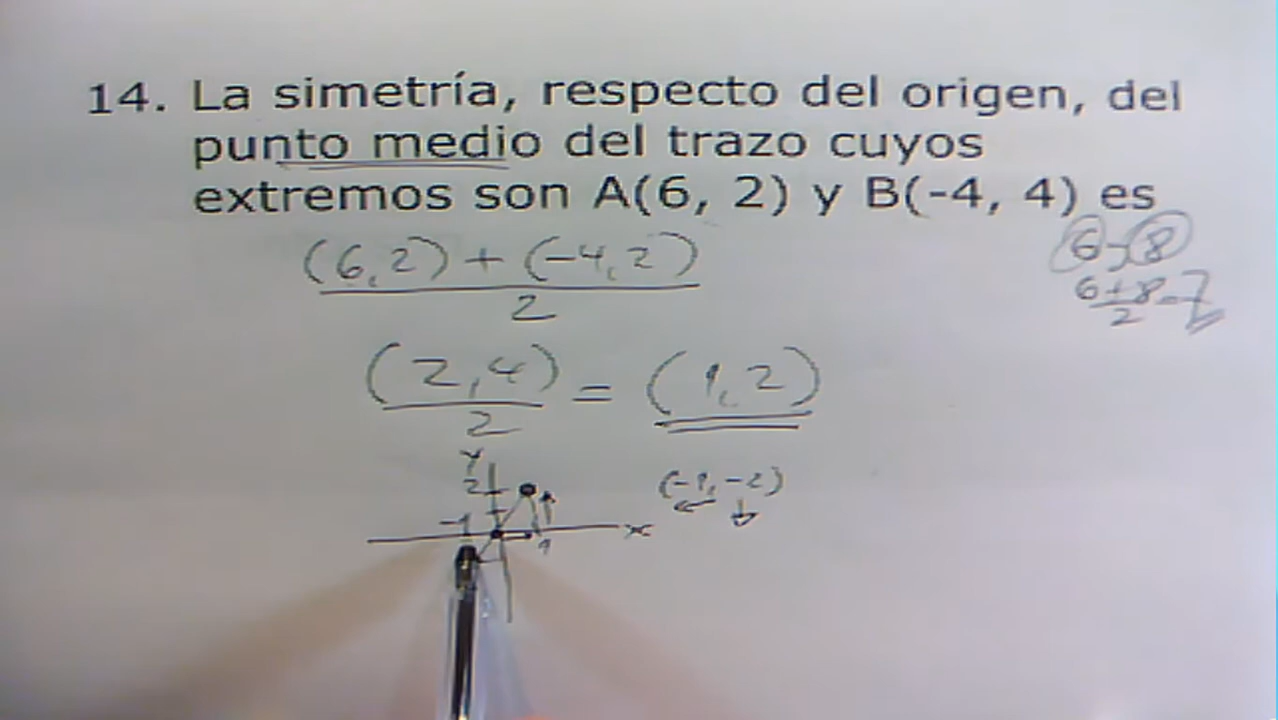 14. La simetría, respecto del origen, del
punto medio del trazo cuyos
extremos son A(6, 2) y B(-4, 4) es
(6,2) + (-4,2)
2
6 8
6+8 7
2
(2,4) = (1,2)
2
Y
2
(-1,-2)
-1
x
1